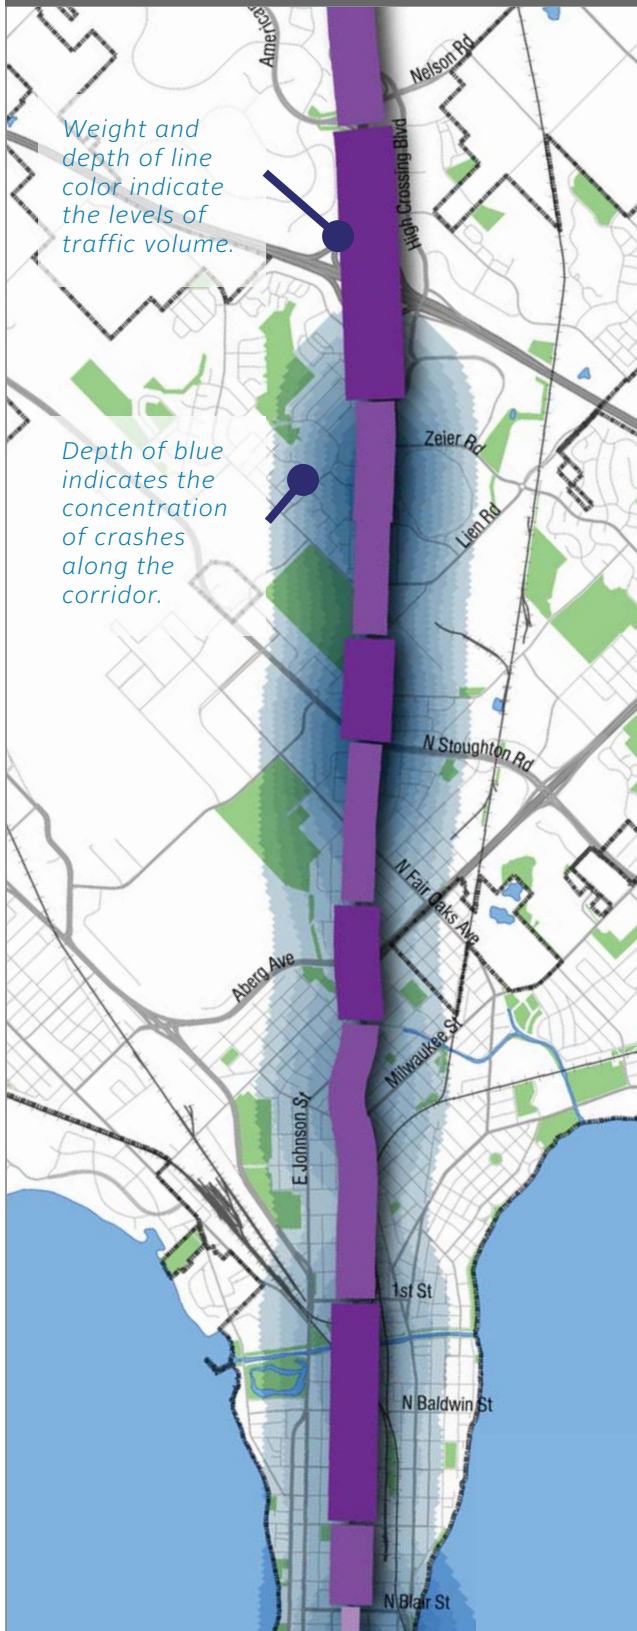 American
Nelson Rd
High Crossing Blvd
Weight and
depth of line
color indicate
the levels of
traffic volume.
Depth of blue
indicates the
concentration
of crashes
along the
corridor.
Zeier Rd
Lien Rd
N Stoughton Rd
N Fair Oaks Ave
Aberg Ave
Milwaukee St
E Johnson St
1st St
N Baldwin St
N Blair St